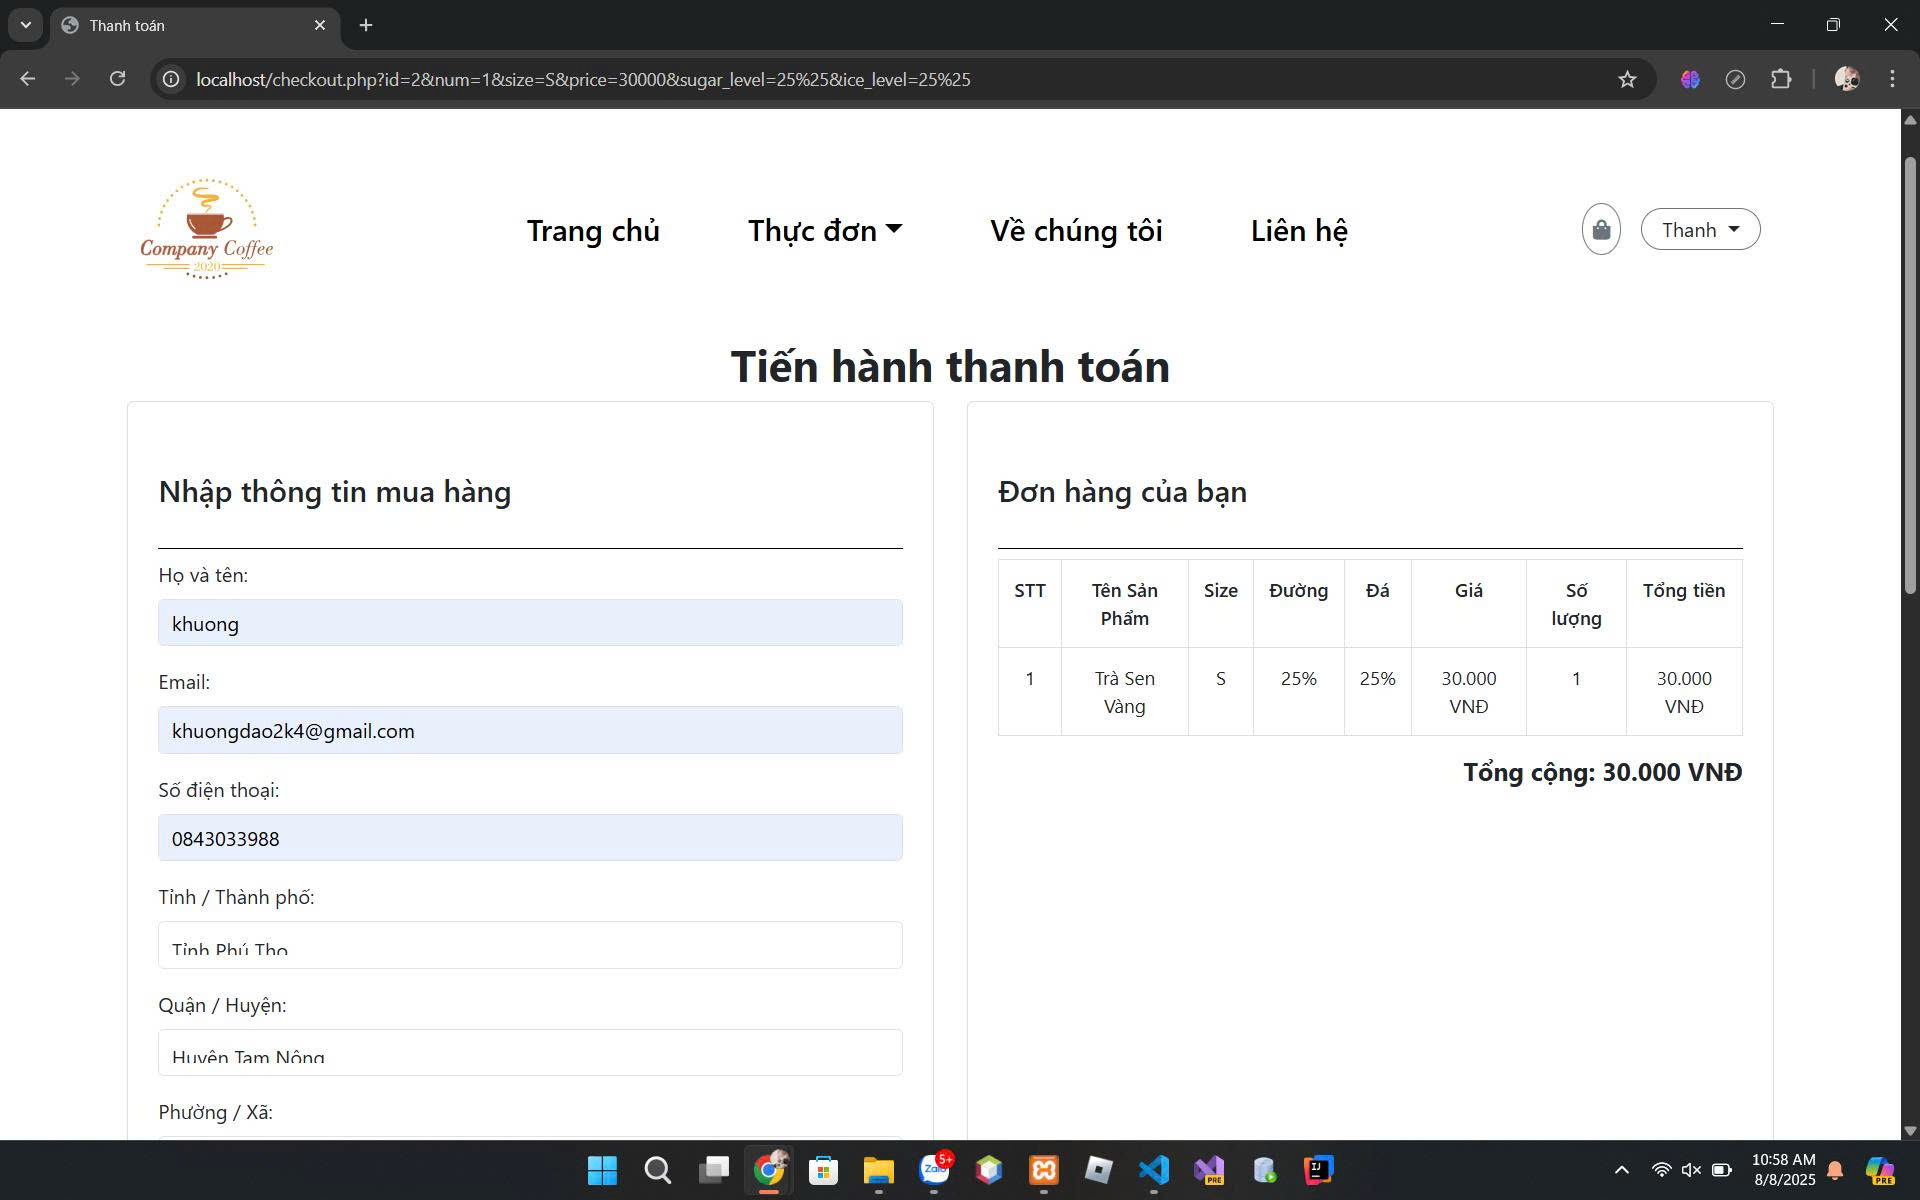 Thanh toán
localhost/checkout.php?id=2&num=1&size=S&price=30000&sugar_level=25%25&ice_level=25%25
Company Coffee
2020
Trang chủ
Thực đơn
Về chúng tôi
Liên hệ
Thanh
Tiến hành thanh toán
Nhập thông tin mua hàng
Họ và tên:
khuong
Email:
khuongdao2k4@gmail.com
Số điện thoại:
0843033988
Tỉnh / Thành phố:
Tỉnh Phú Thọ
Quận / Huyện:
Huyện Tam Nông
Phường / Xã:
Đơn hàng của bạn
STT Tên Sản Phẩm Size Đường Đá Giá Số lượng Tổng tiền
1 Trà Sen Vàng S 25% 25% 30.000 VNĐ 1 30.000 VNĐ
Tổng cộng: 30.000 VNĐ
Zalo
5+
PRE
IJ
10:58 AM
8/8/2025
PRE